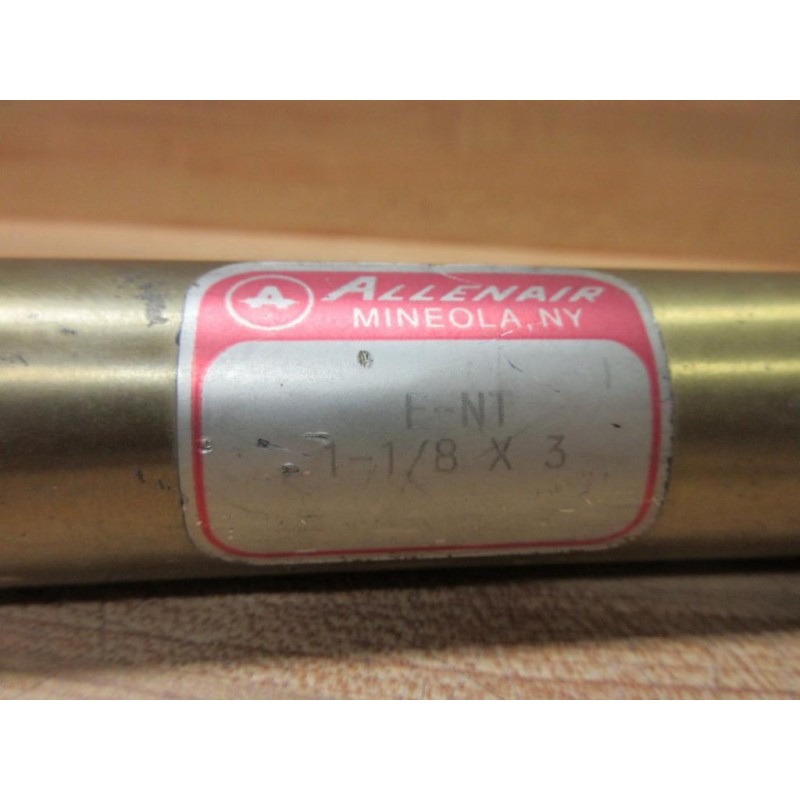 A ALLENAIR
MINEOLA, NY
E-NT
1-1/8 X 3